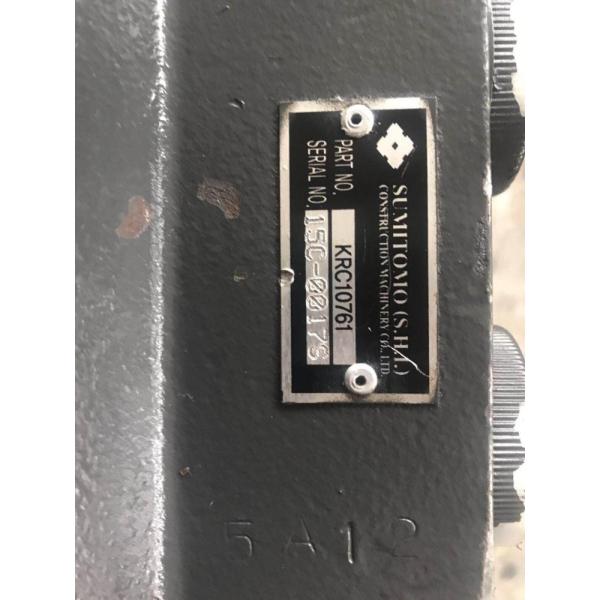 SUMITOMO (S.H.I.)
CONSTRUCTION MACHINERY CO., LTD.
PART NO. KRC10761
SERIAL NO. 15C-00178
5A12